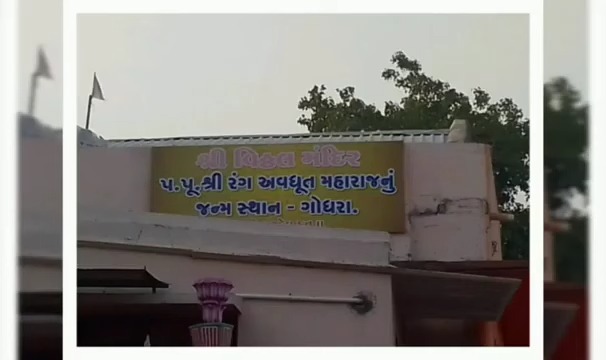 શ્રી વિઠ્ઠલ મંદિર
પ.પૂ.શ્રી રંગ અવધૂત મહારાજનું
જન્મ સ્થાન - ગોધરા.